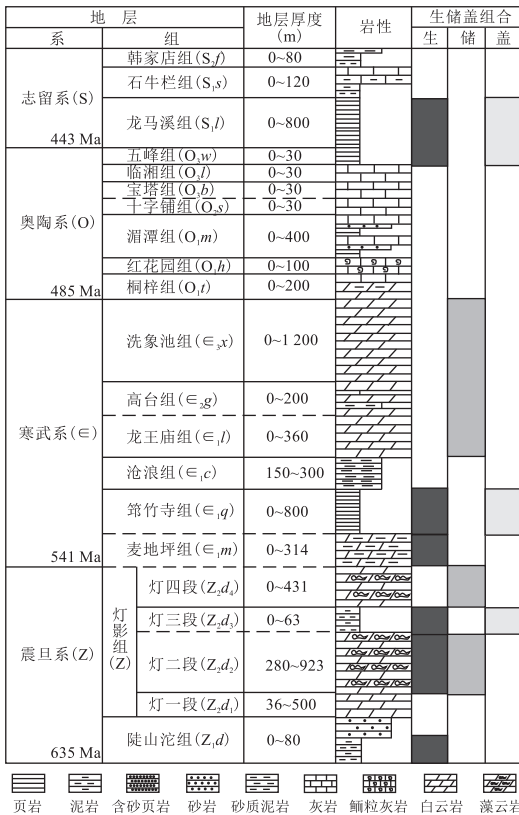 地 层 地层厚度(m) 岩性 生储盖组合
系 组 生 储 盖
志留系(S) 韩家店组(S₂f) 0~80
石牛栏组(S₁s) 0~120
龙马溪组(S₁l) 0~800
443 Ma
奥陶系(O) 五峰组(O₃w) 0~30
临湘组(O₃l) 0~30
宝塔组(O₃b) 0~30
十字铺组(O₂s) 0~30
湄潭组(O₁m) 0~400
红花园组(O₁h) 0~100
桐梓组(O₁t) 0~200
485 Ma
寒武系(∈) 洗象池组(∈₃x) 0~1 200
高台组(∈₂g) 0~200
龙王庙组(∈₁l) 0~360
沧浪组(∈₁c) 150~300
筇竹寺组(∈₁q) 0~800
麦地坪组(∈₁m) 0~314
541 Ma
震旦系(Z) 灯影组(Z) 灯四段(Z₂d₄) 0~431
灯三段(Z₂d₃) 0~63
灯二段(Z₂d₂) 280~923
灯一段(Z₂d₁) 36~500
陡山沱组(Z₁d) 0~80
635 Ma
页岩 泥岩 含砂页岩 砂岩 砂质泥岩 灰岩 鲕粒灰岩 白云岩 藻云岩